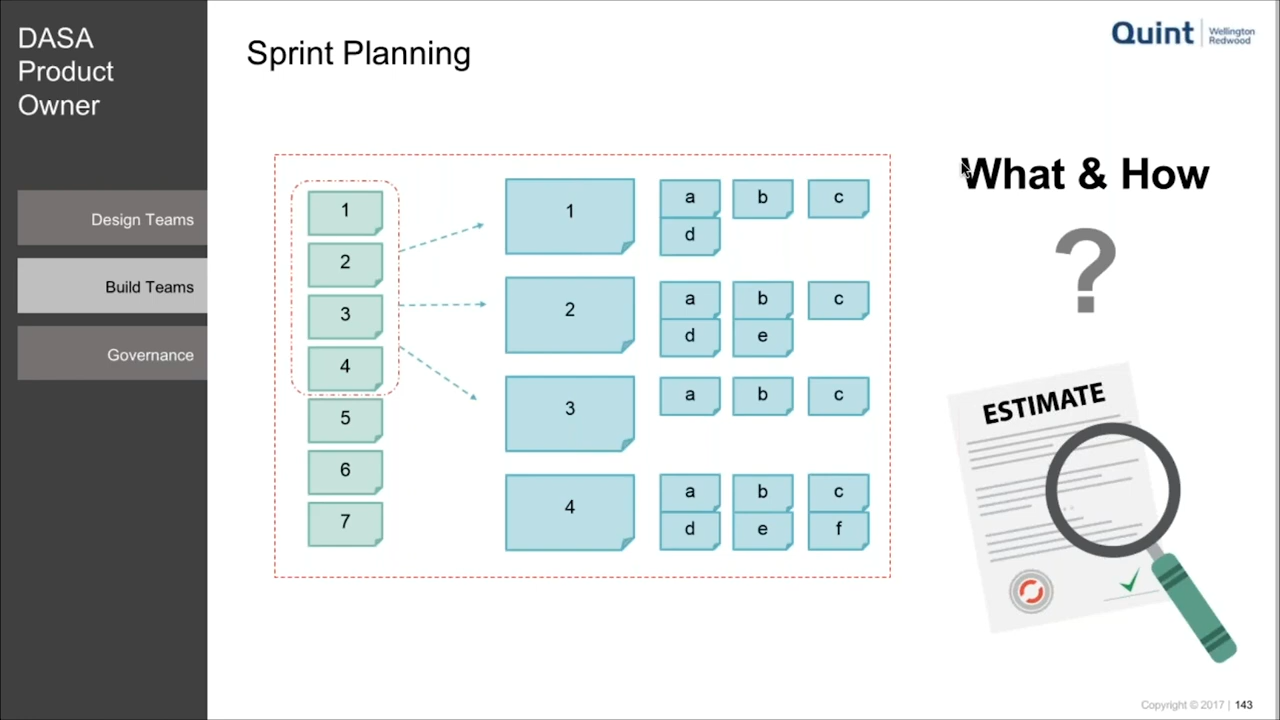 DASA
Product
Owner
Design Teams
Build Teams
Governance
Sprint Planning
Quint
Wellington
Redwood
1
2
3
4
5
6
7
1
a b c
d
2
a b c
d e
3
a b c
4
a b c
d e f
What & How
?
ESTIMATE
Copyright © 2017 | 143